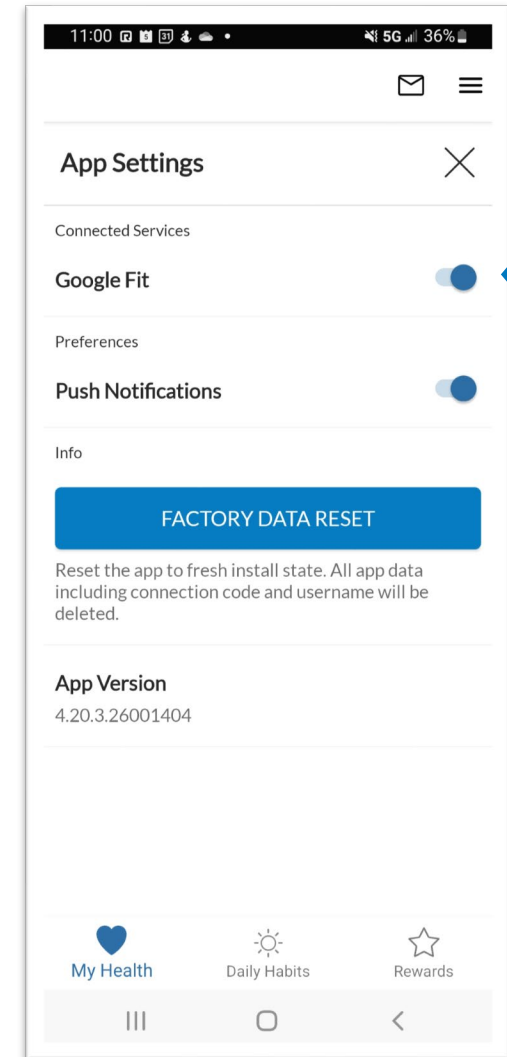 11:00 31 5G 36%
App Settings
Connected Services
Google Fit
Preferences
Push Notifications
Info
FACTORY DATA RESET
Reset the app to fresh install state. All app data
including connection code and username will be
deleted.
App Version
4.20.3.26001404
My Health Daily Habits Rewards